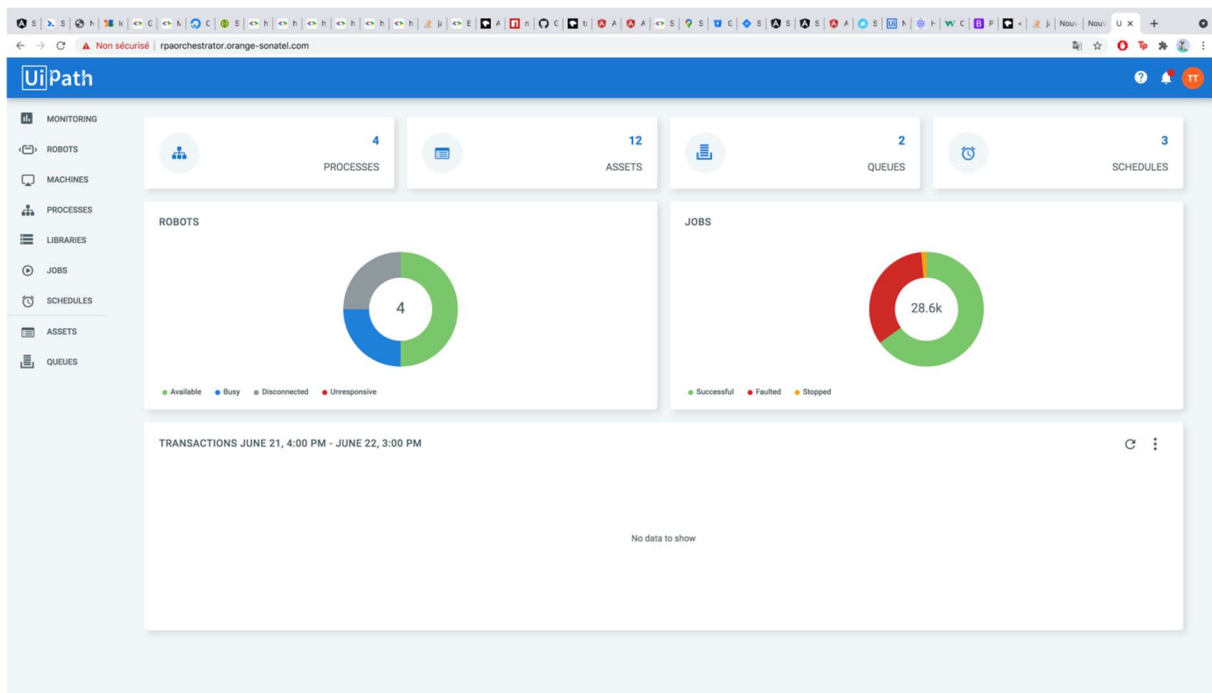 Non sécurisé | rpaorchestrator.orange-sonatel.com
UiPath
TT
MONITORING
ROBOTS
MACHINES
PROCESSES
LIBRARIES
JOBS
SCHEDULES
ASSETS
QUEUES
4
PROCESSES
12
ASSETS
2
QUEUES
3
SCHEDULES
ROBOTS
4
Available Busy Disconnected Unresponsive
JOBS
28.6k
Successful Faulted Stopped
TRANSACTIONS JUNE 21, 4:00 PM - JUNE 22, 3:00 PM
No data to show